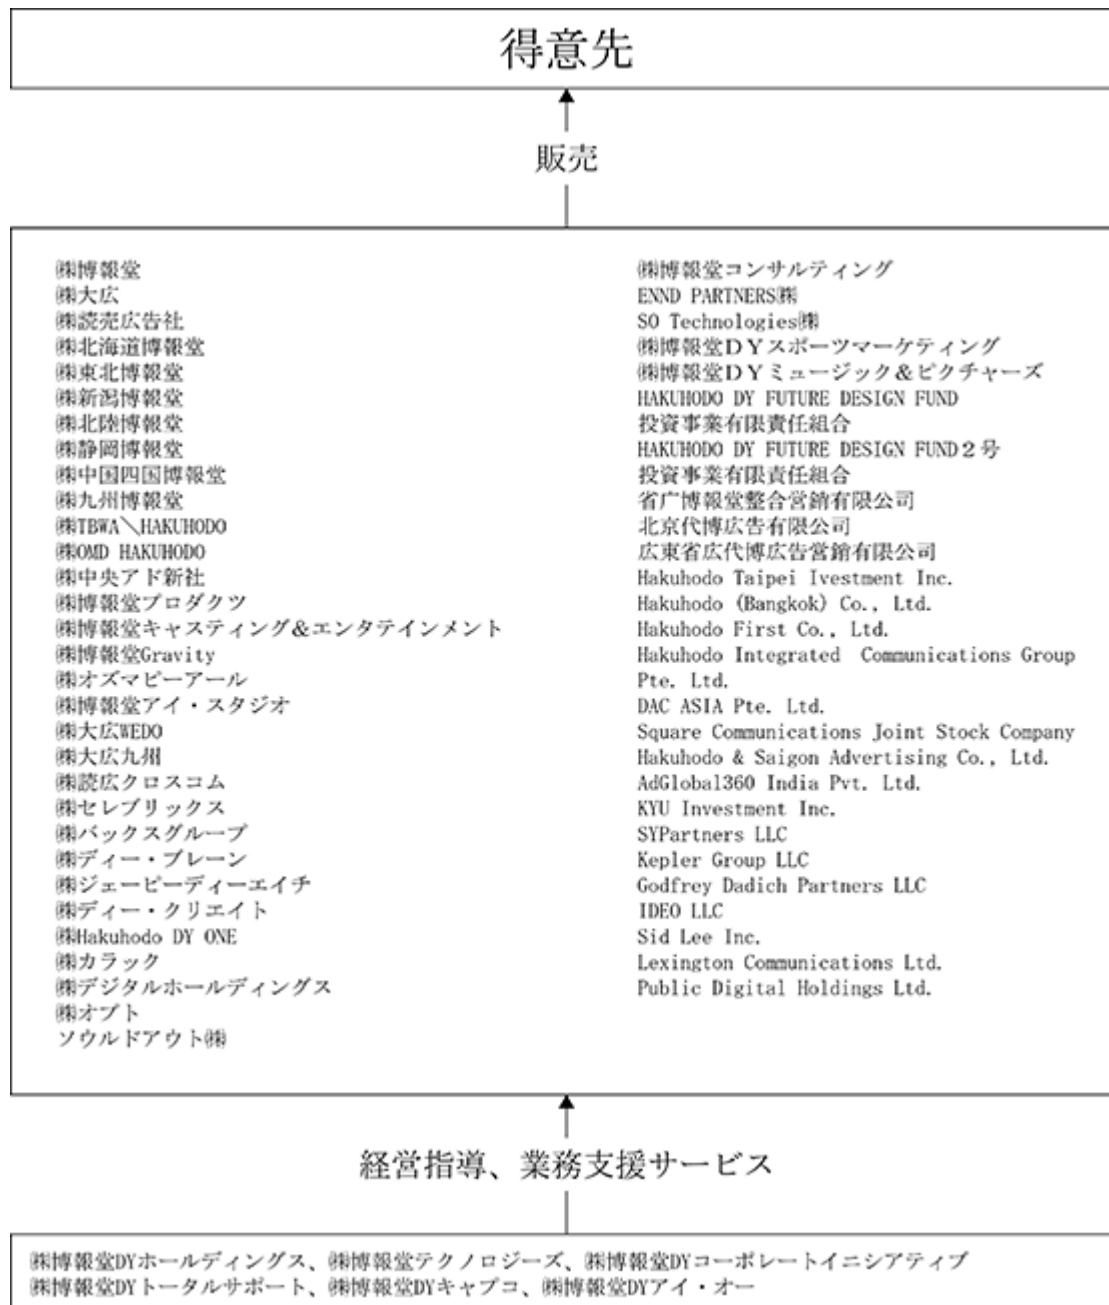 得意先
販売
㈱博報堂
㈱大広
㈱読売広告社
㈱北海道博報堂
㈱東北博報堂
㈱新潟博報堂
㈱北陸博報堂
㈱静岡博報堂
㈱中国四国博報堂
㈱九州博報堂
㈱TBWA＼HAKUHODO
㈱OMD HAKUHODO
㈱中央アド新社
㈱博報堂プロダクツ
㈱博報堂キャスティング＆エンタテインメント
㈱博報堂Gravity
㈱オズマピーアール
㈱博報堂アイ・スタジオ
㈱大広WEDO
㈱大広九州
㈱読広クロスコム
㈱セレブリックス
㈱バックスグループ
㈱ディー・ブレーン
㈱ジェーピーディーエイチ
㈱ディー・クリエイト
㈱Hakuhodo DY ONE
㈱カラック
㈱デジタルホールディングス
㈱オプト
ソウルドアウト㈱
㈱博報堂コンサルティング
ENND PARTNERS㈱
SO Technologies㈱
㈱博報堂ＤＹスポーツマーケティング
㈱博報堂ＤＹミュージック＆ピクチャーズ
HAKUHODO DY FUTURE DESIGN FUND
投資事業有限責任組合
HAKUHODO DY FUTURE DESIGN FUND２号
投資事業有限責任組合
省广博報堂整合営銷有限公司
北京代博広告有限公司
広東省広代博広告営銷有限公司
Hakuhodo Taipei Ivestment Inc.
Hakuhodo (Bangkok) Co., Ltd.
Hakuhodo First Co., Ltd.
Hakuhodo Integrated Communications Group
Pte. Ltd.
DAC ASIA Pte. Ltd.
Square Communications Joint Stock Company
Hakuhodo & Saigon Advertising Co., Ltd.
AdGlobal360 India Pvt. Ltd.
KYU Investment Inc.
SYPartners LLC
Kepler Group LLC
Godfrey Dadich Partners LLC
IDEO LLC
Sid Lee Inc.
Lexington Communications Ltd.
Public Digital Holdings Ltd.
経営指導、業務支援サービス
㈱博報堂DYホールディングス、㈱博報堂テクノロジーズ、㈱博報堂DYコーポレートイニシアティブ
㈱博報堂DYトータルサポート、㈱博報堂DYキャプコ、㈱博報堂DYアイ・オー